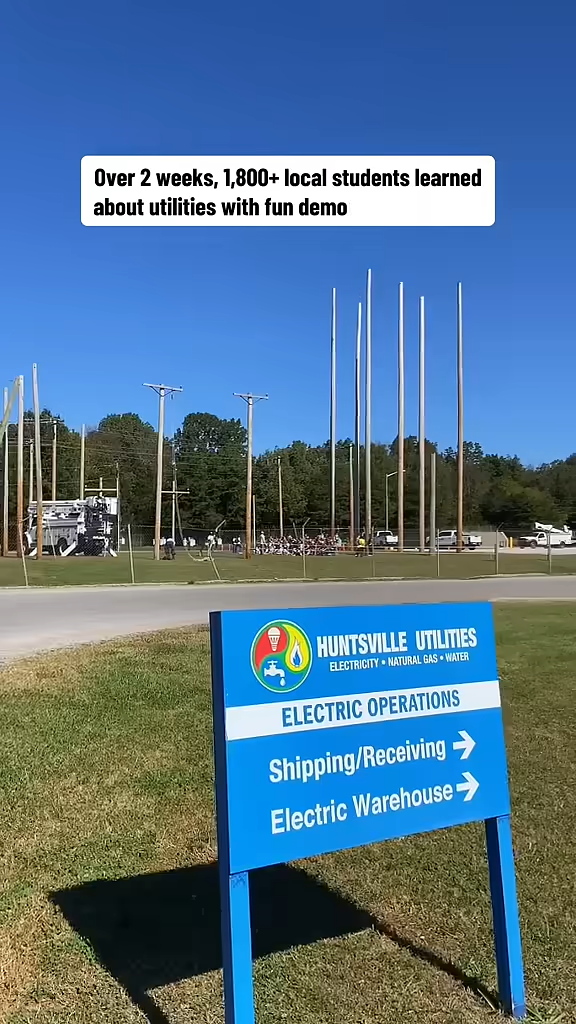 Over 2 weeks, 1,800+ local students learned
about utilities with fun demo
HUNTSVILLE UTILITIES
ELECTRICITY • NATURAL GAS • WATER
ELECTRIC OPERATIONS
Shipping/Receiving →
Electric Warehouse →